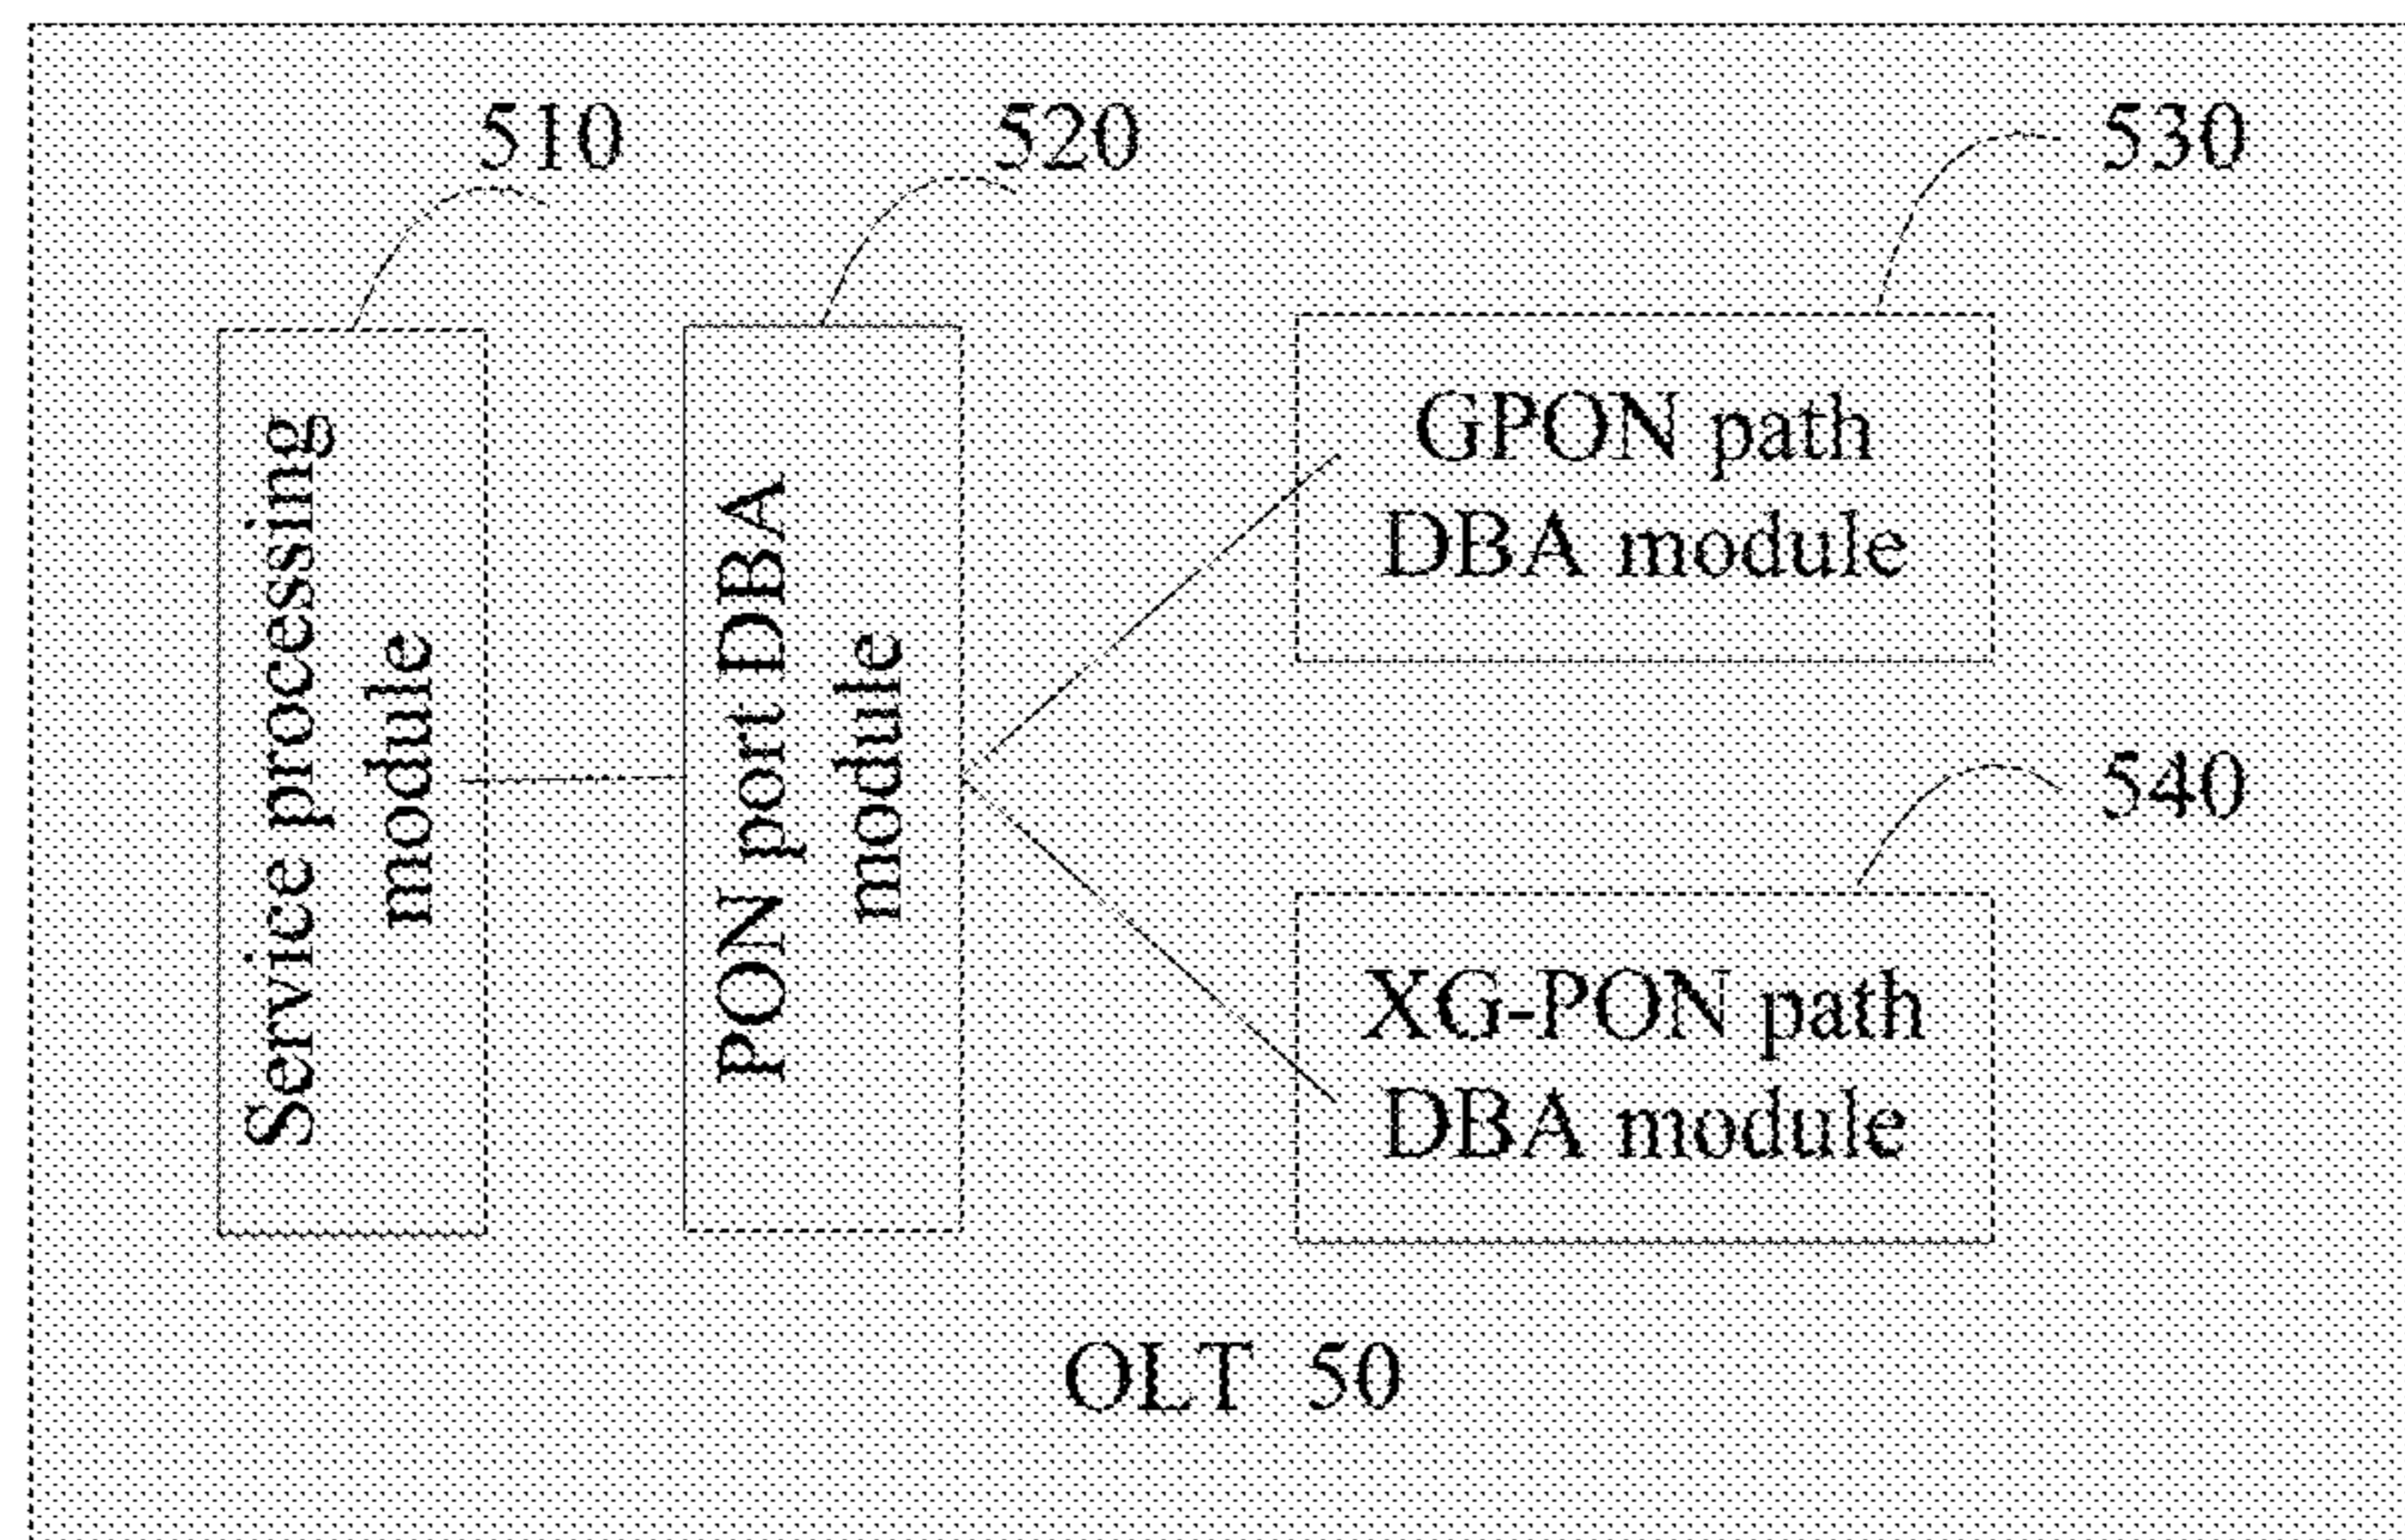 510
520
530
Service processing
module
PON port DBA
module
GPON path
DBA module
540
XG-PON path
DBA module
OLT 50